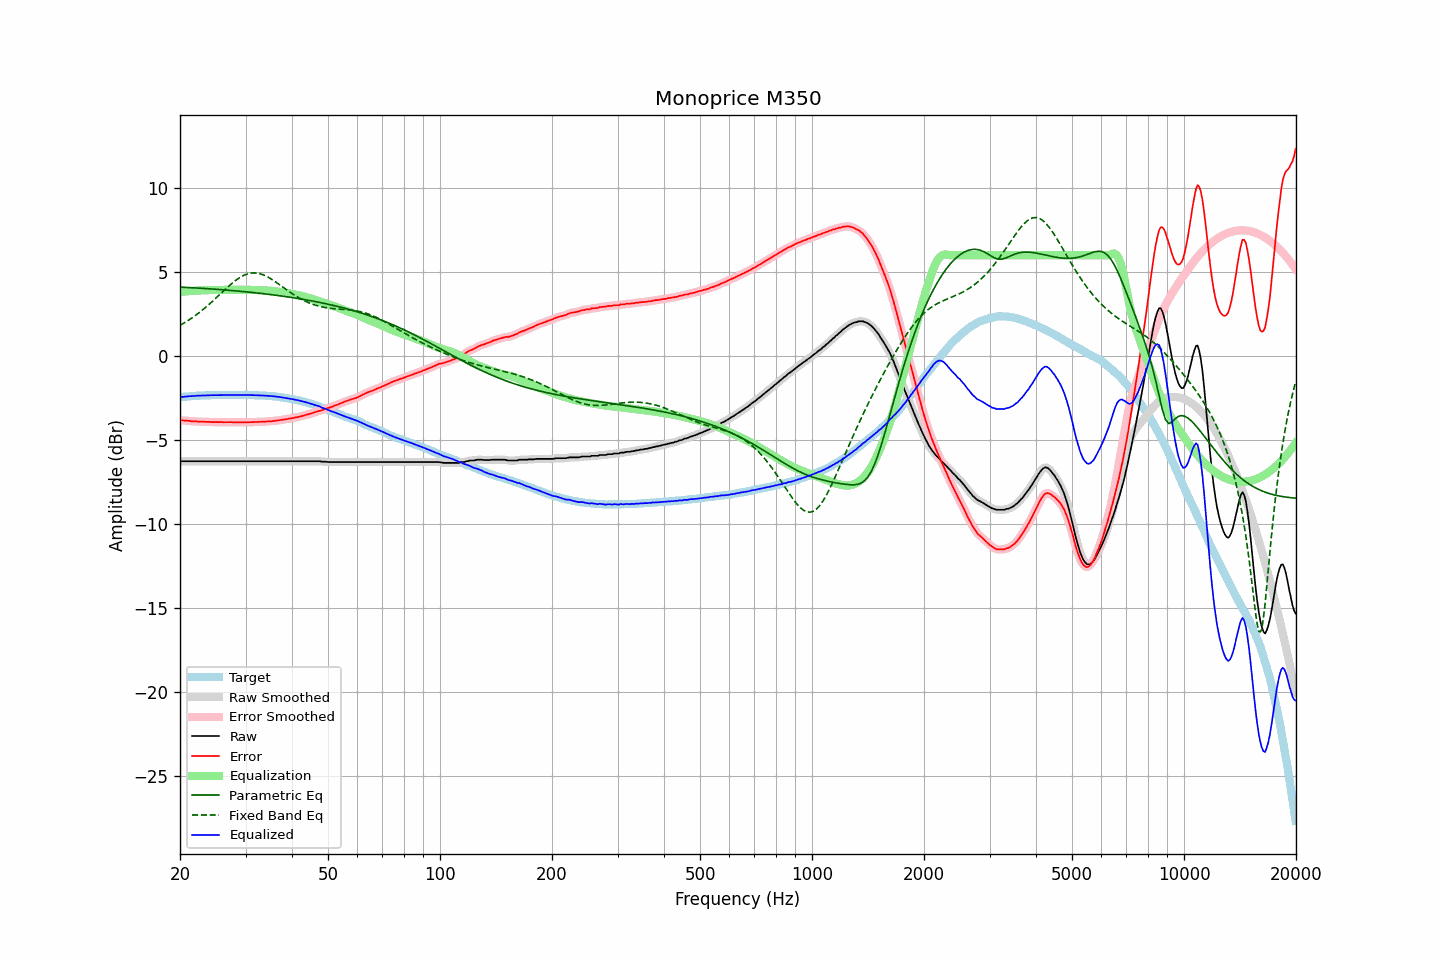 Monoprice M350
Amplitude (dBr)
10
5
0
−5
−10
−15
−20
−25
Target
Raw Smoothed
Error Smoothed
Raw
Error
Equalization
Parametric Eq
Fixed Band Eq
Equalized
20
50
100
200
500
1000
2000
5000
10000
20000
Frequency (Hz)